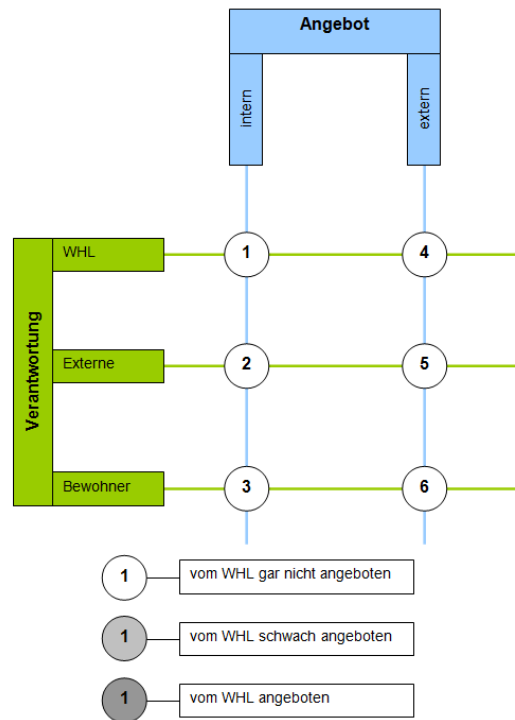 Angebot
intern
extern
Verantwortung
WHL
1
4
Externe
2
5
Bewohner
3
6
1
vom WHL gar nicht angeboten
1
vom WHL schwach angeboten
1
vom WHL angeboten